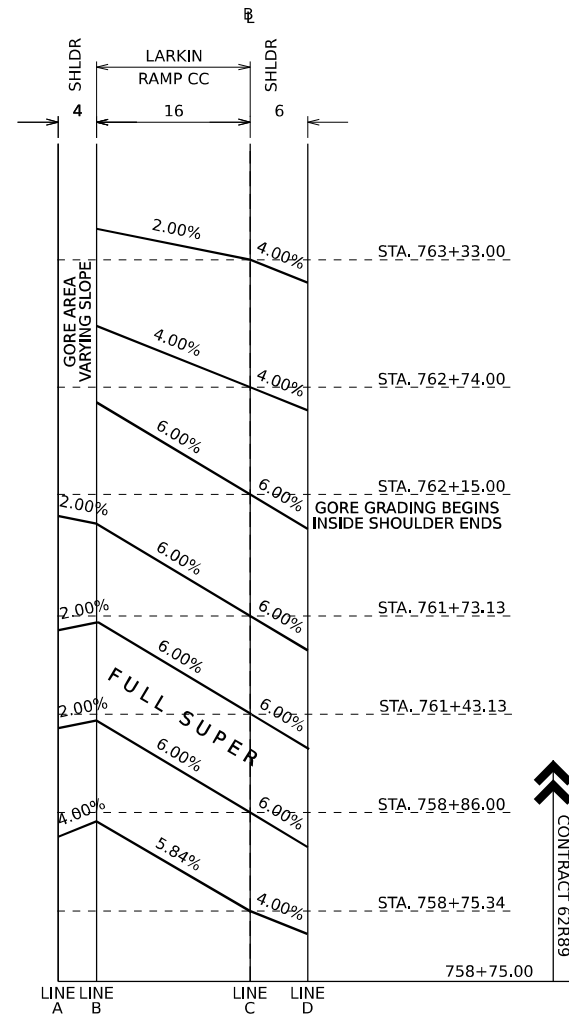 ℄
SHLDR
LARKIN
RAMP CC
SHLDR
4
16
6
2.00%
4.00%
STA. 763+33.00
GORE AREA
VARYING SLOPE
4.00%
4.00%
STA. 762+74.00
6.00%
6.00%
STA. 762+15.00
GORE GRADING BEGINS
INSIDE SHOULDER ENDS
2.00%
6.00%
6.00%
STA. 761+73.13
2.00%
6.00%
6.00%
STA. 761+43.13
FULL SUPER
2.00%
6.00%
6.00%
STA. 758+86.00
4.00%
5.84%
4.00%
STA. 758+75.34
CONTRACT 62R89
758+75.00
LINE A
LINE B
LINE C
LINE D